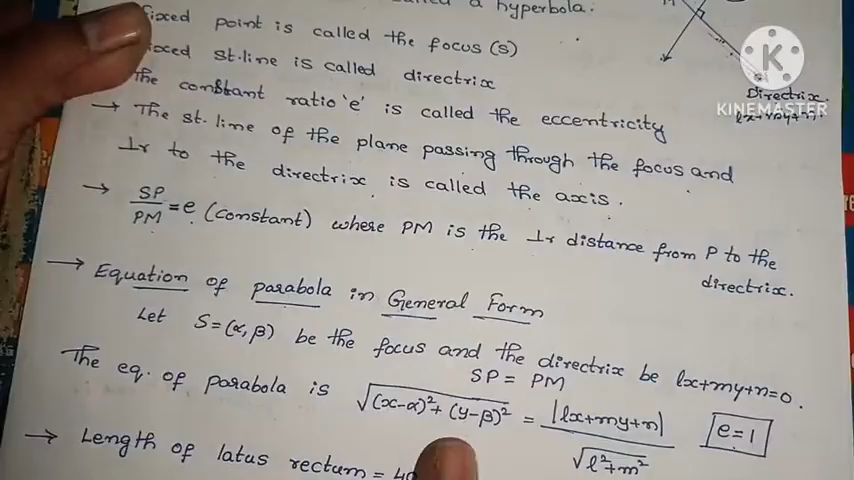 called a hyperbola.
fixed point is called the focus (S)
fixed st.line is called directrix
The constant ratio 'e' is called the eccentricity
→ The st. line of the plane passing through the focus and
⊥r to the directrix is called the axis.
→ SP/PM = e (constant) where PM is the ⊥r distance from P to the
directrix.
→ Equation of parabola in General Form
Let S = (α, β) be the focus and the directrix be lx+my+n=0.
SP = PM
The eq. of parabola is √(x-α)²+(y-β)² = |lx+my+n| / √l²+m² e=1
→ Length of latus rectum = 4a
M
Directrix
KINEMASTER